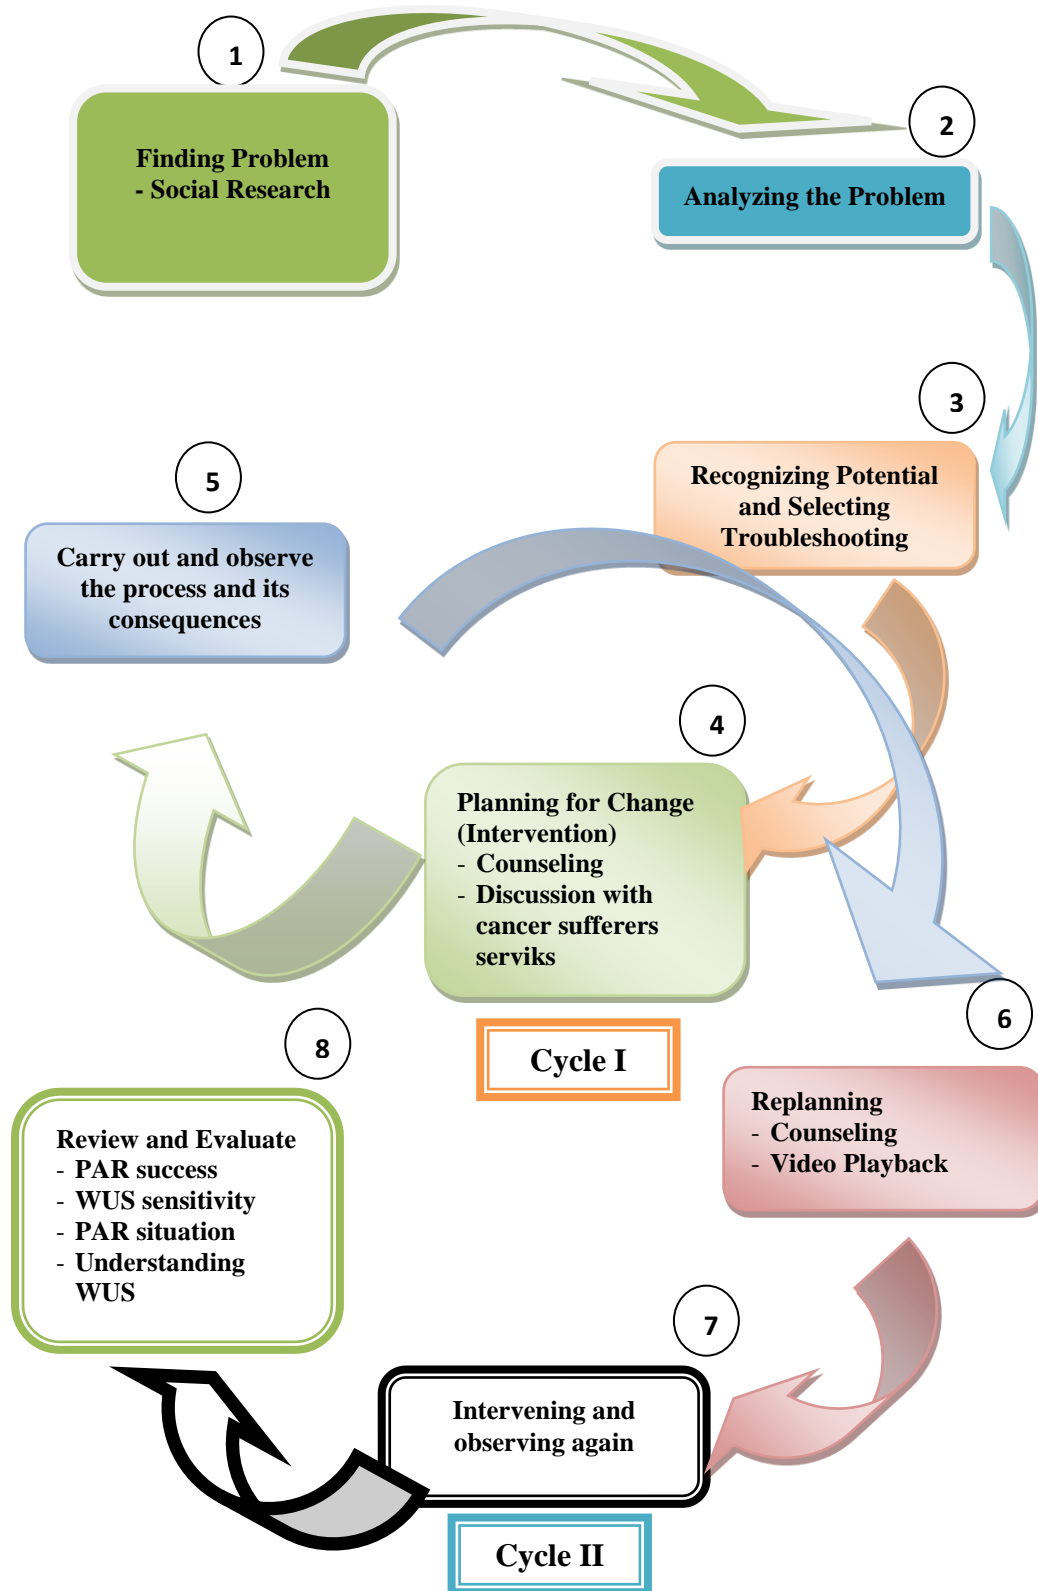 1
Finding Problem
- Social Research
2
Analyzing the Problem
3
Recognizing Potential
and Selecting
Troubleshooting
4
Planning for Change
(Intervention)
- Counseling
- Discussion with
cancer sufferers
serviks
Cycle I
5
Carry out and observe
the process and its
consequences
6
Replanning
- Counseling
- Video Playback
7
Intervening and
observing again
Cycle II
8
Review and Evaluate
- PAR success
- WUS sensitivity
- PAR situation
- Understanding
WUS